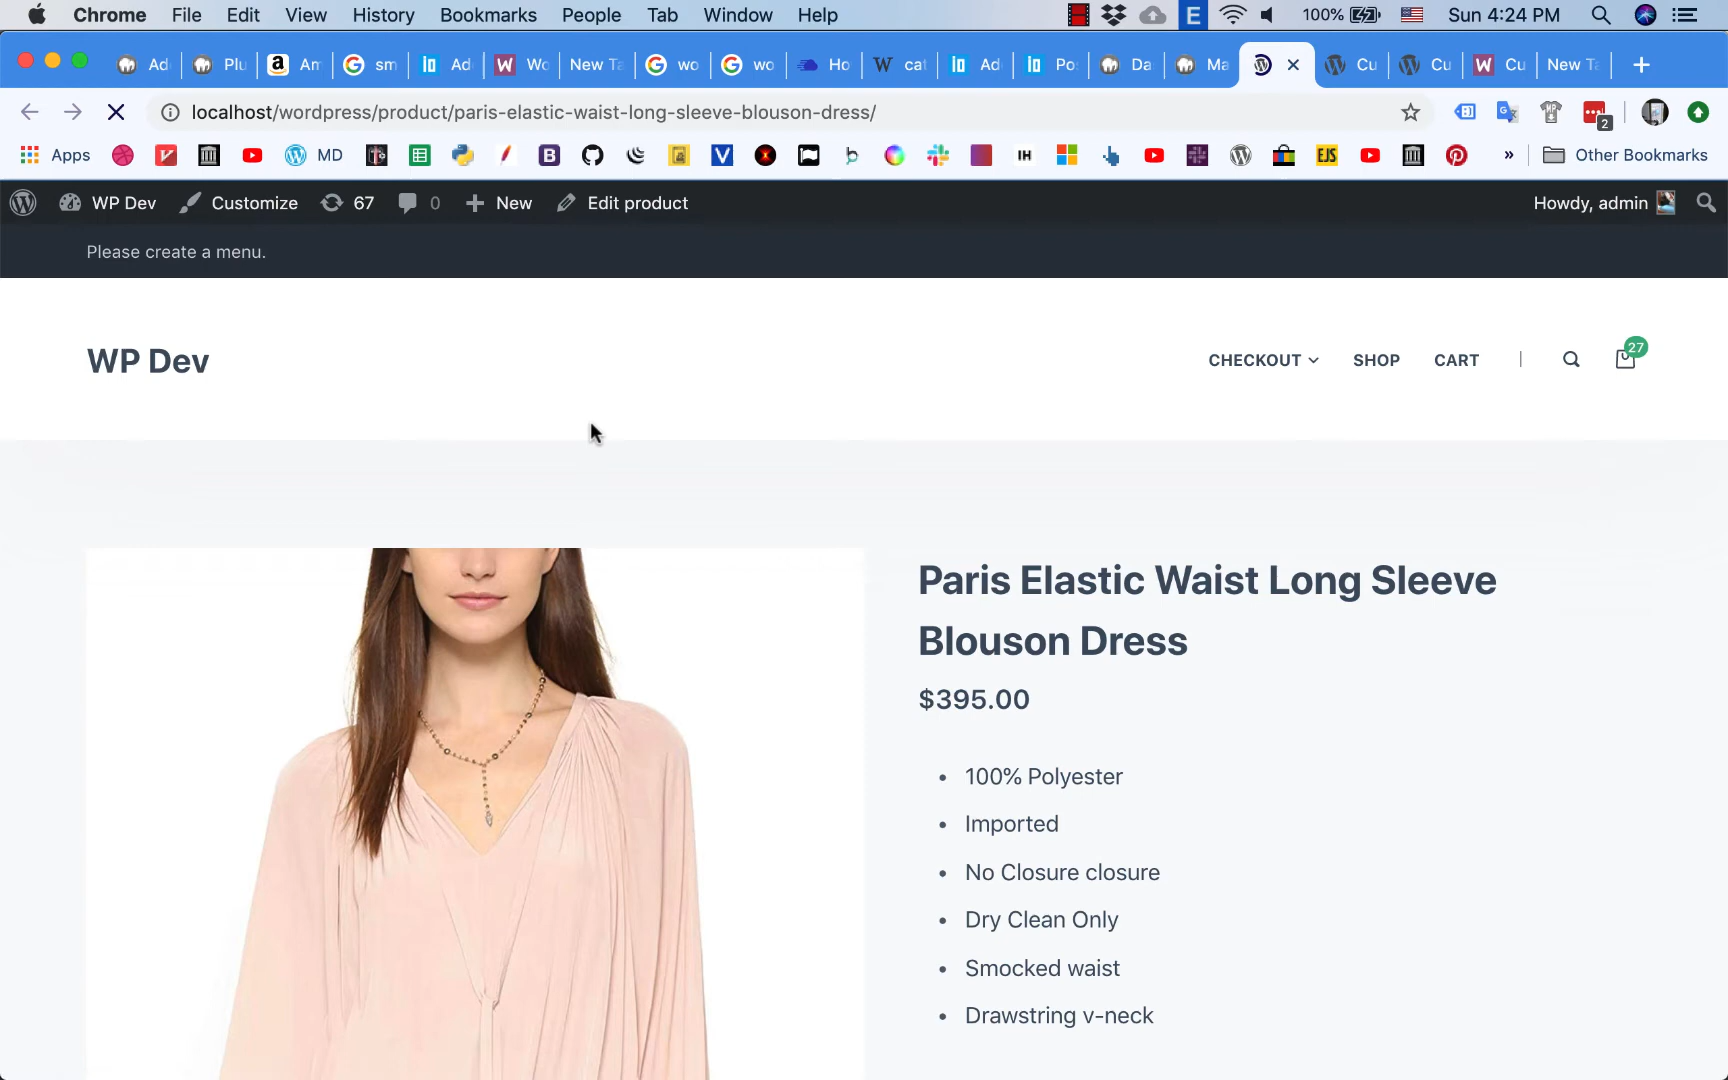 Chrome File Edit View History Bookmarks People Tab Window Help 100% Sun 4:24 PM
Ad Plu Am sm Ad Wo New Ta wo wo Ho cat Ad Po Da Ma Cu Cu Cu New Ta
localhost/wordpress/product/paris-elastic-waist-long-sleeve-blouson-dress/ 2
Apps MD IH EJS » Other Bookmarks
WP Dev Customize 67 0 New Edit product Howdy, admin
Please create a menu.
WP Dev CHECKOUT SHOP CART | 27
Paris Elastic Waist Long Sleeve
Blouson Dress
$395.00
• 100% Polyester
• Imported
• No Closure closure
• Dry Clean Only
• Smocked waist
• Drawstring v-neck